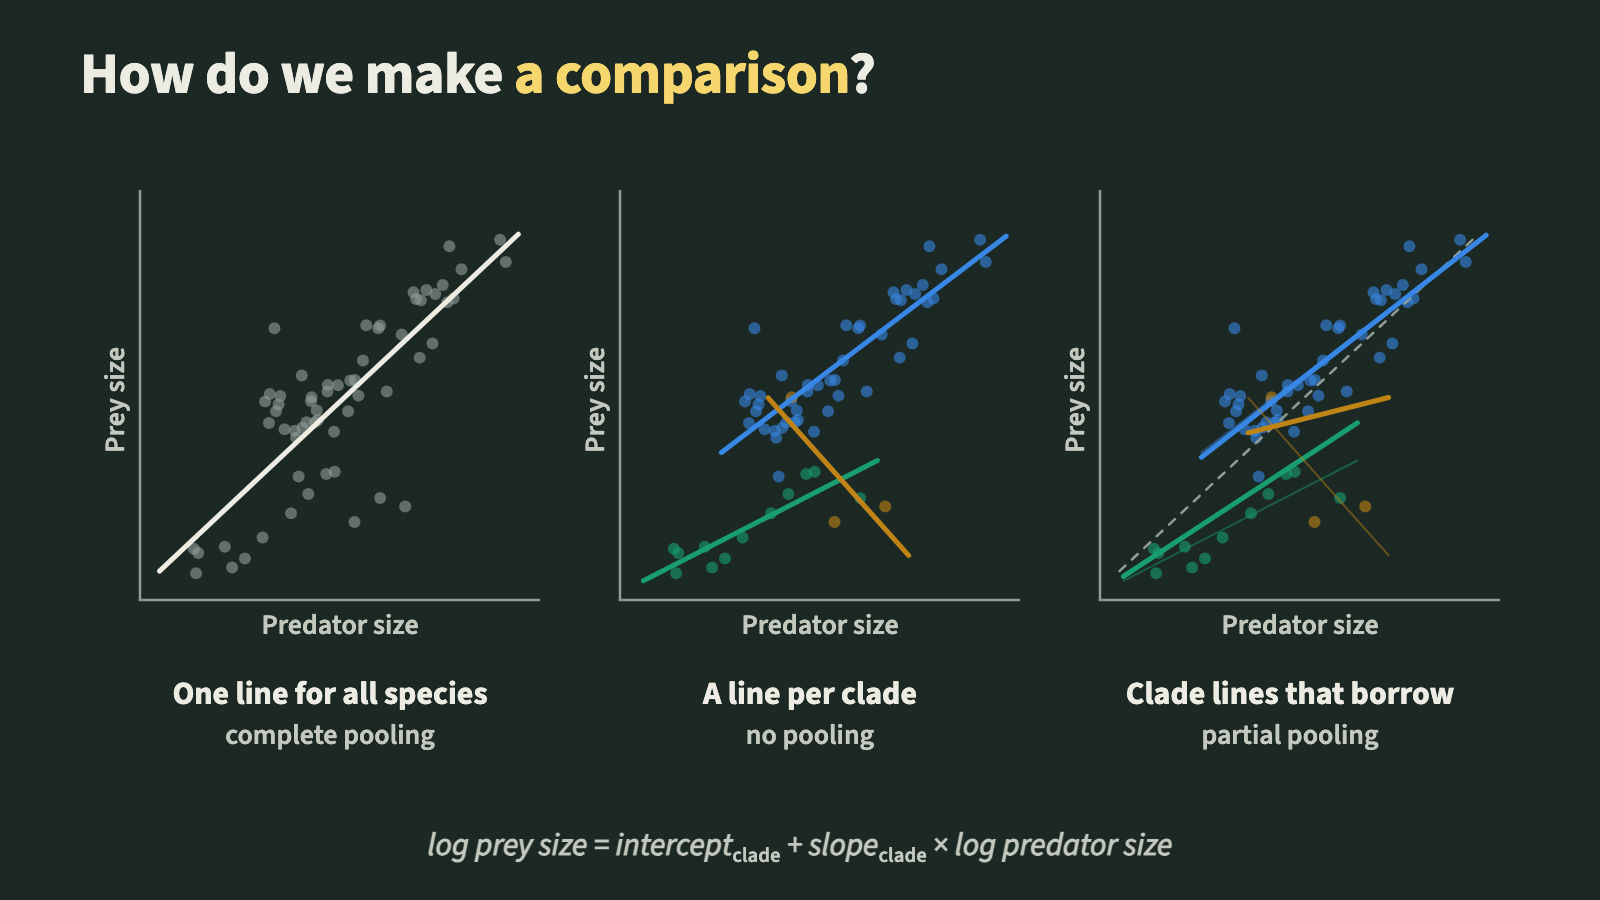 How do we make a comparison?
Prey size
Predator size
One line for all species
complete pooling
Prey size
Predator size
A line per clade
no pooling
Prey size
Predator size
Clade lines that borrow
partial pooling
log prey size = intercept_clade + slope_clade × log predator size